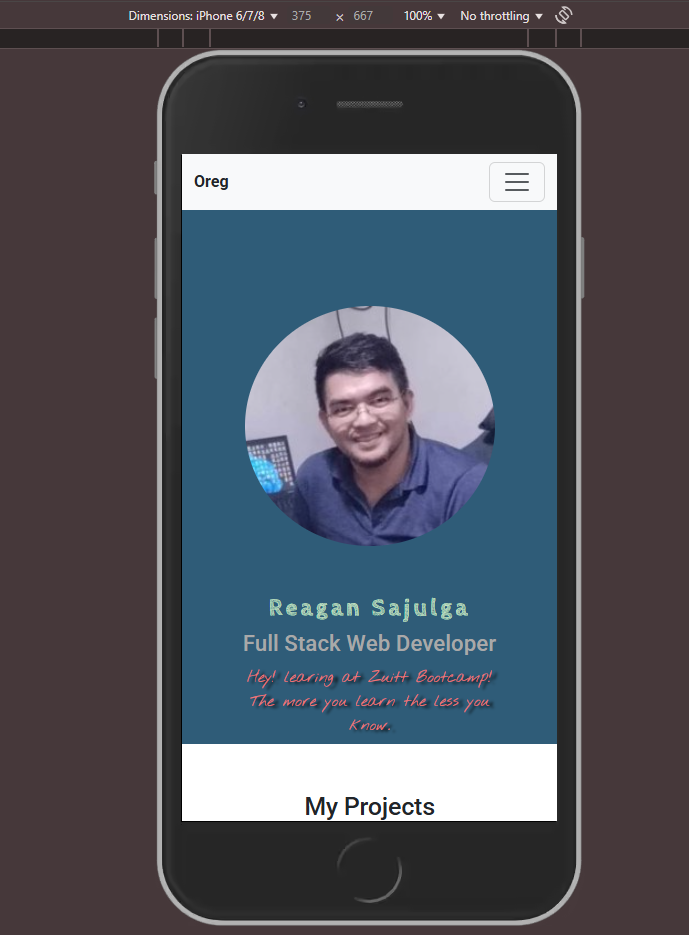 Dimensions: iPhone 6/7/8 375 × 667 100% No throttling
Oreg
Reagan Sajulga
Full Stack Web Developer
Hey! learing at Zuitt Bootcamp!
The more you learn the less you
Know.
My Projects